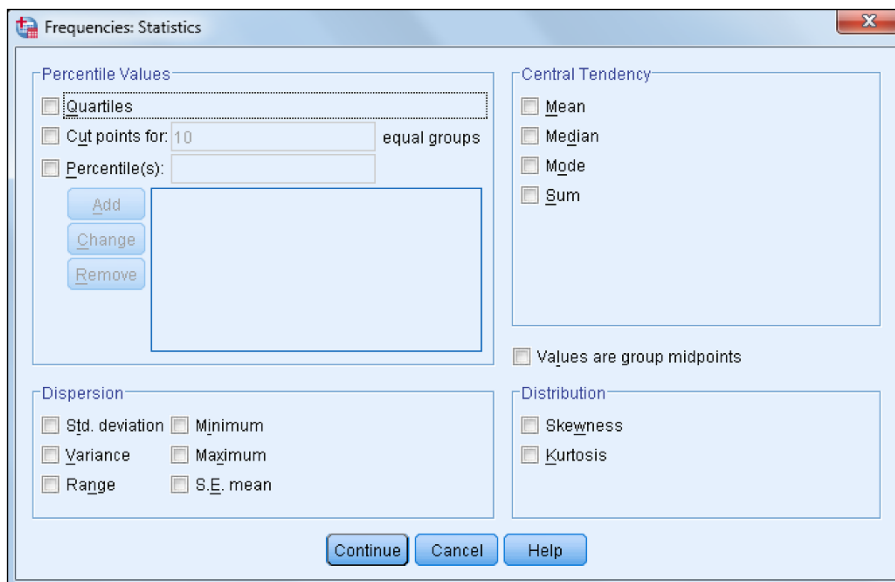 Frequencies: Statistics
X
Percentile Values
Quartiles
Cut points for: 10 equal groups
Percentile(s):
Add
Change
Remove
Central Tendency
Mean
Median
Mode
Sum
Values are group midpoints
Dispersion
Std. deviation Minimum
Variance Maximum
Range S.E. mean
Distribution
Skewness
Kurtosis
Continue Cancel Help